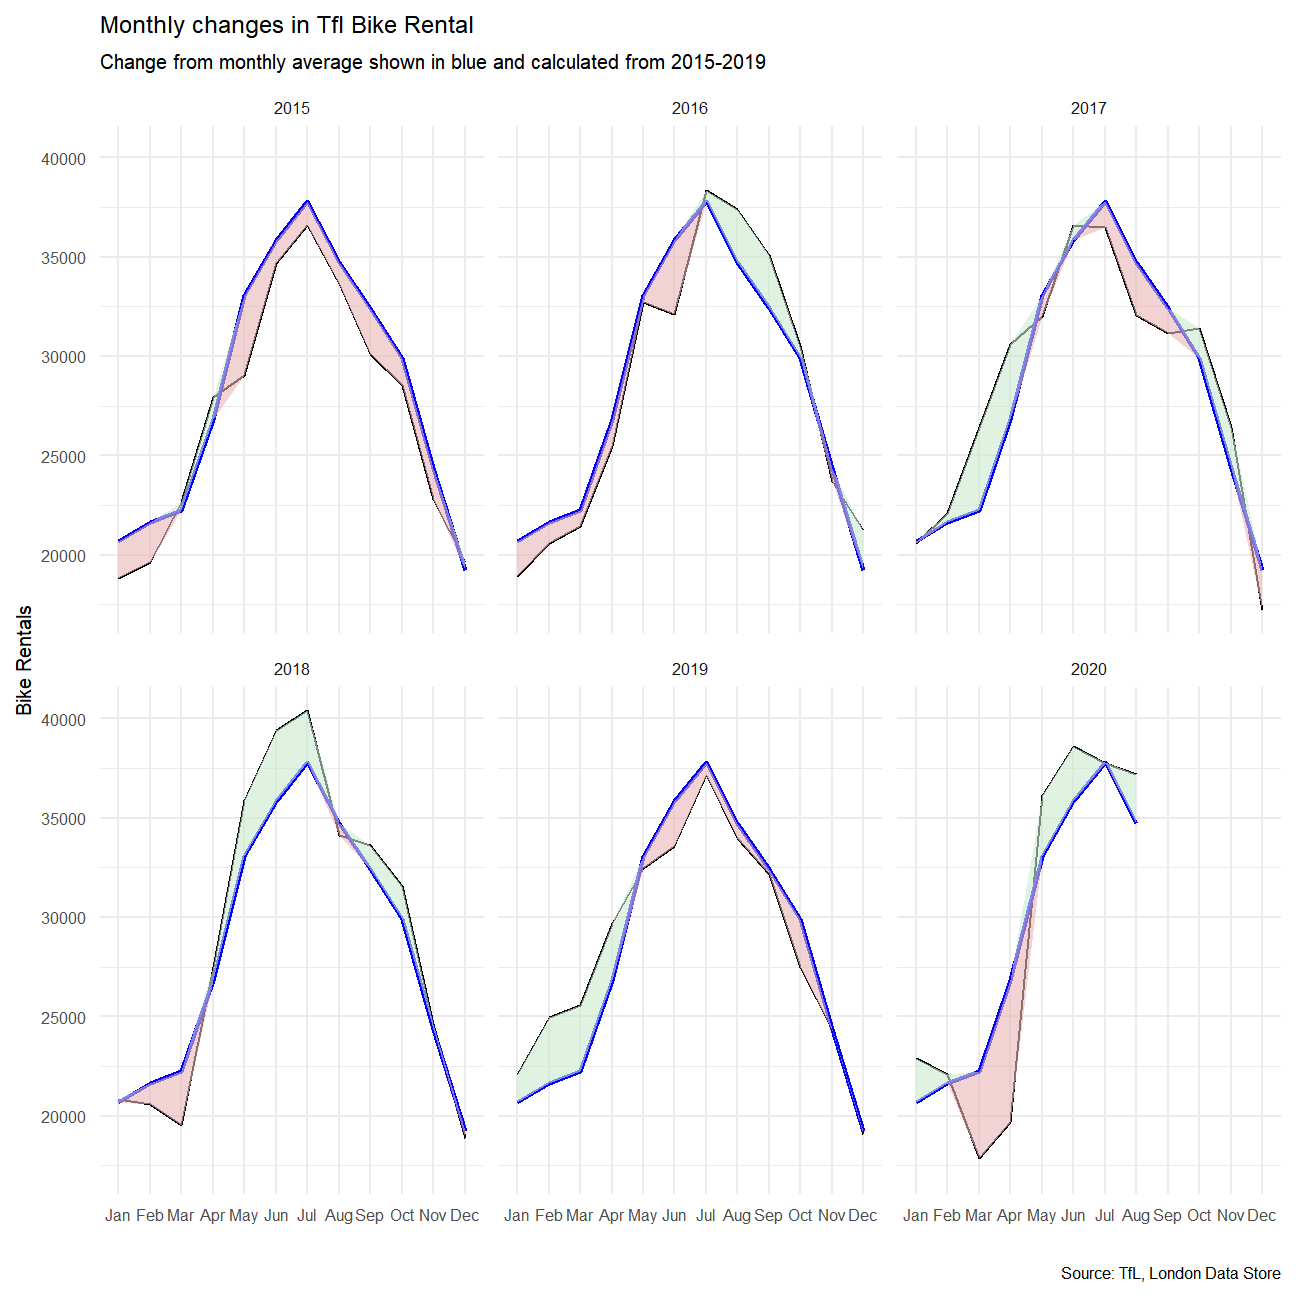 Monthly changes in Tfl Bike Rental
Change from monthly average shown in blue and calculated from 2015-2019
2015 2016 2017
40000
35000
30000
25000
20000
Bike Rentals
2018 2019 2020
40000
35000
30000
25000
20000
Jan Feb Mar Apr May Jun Jul Aug Sep Oct Nov Dec Jan Feb Mar Apr May Jun Jul Aug Sep Oct Nov Dec Jan Feb Mar Apr May Jun Jul Aug Sep Oct Nov Dec
Source: TfL, London Data Store